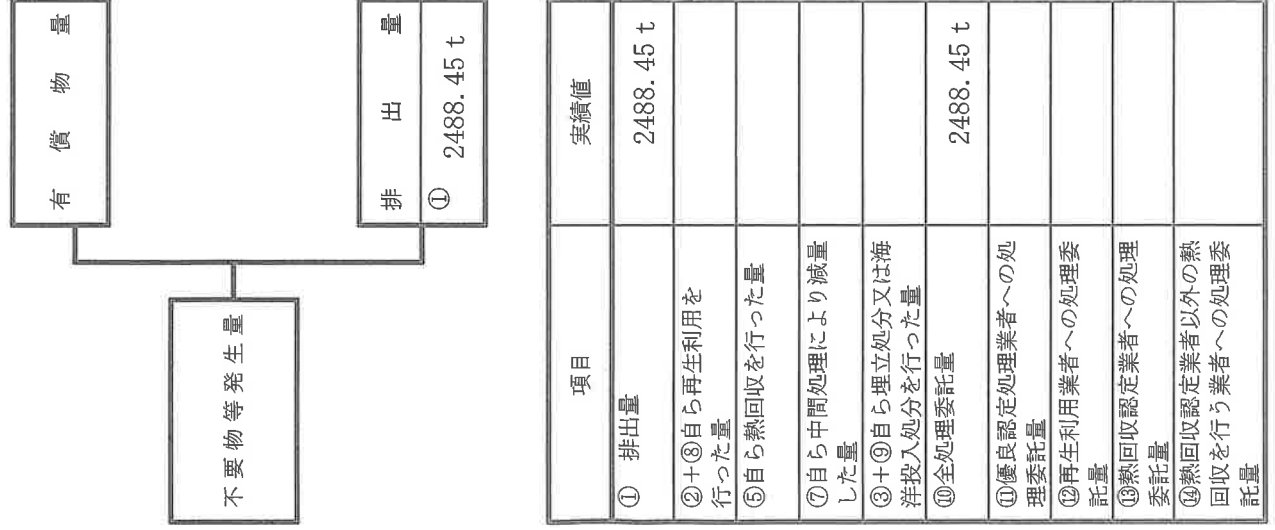 有償物量
不要物等発生量
排出量
① 2488.45 t
項目 実績値
① 排出量 2488.45 t
②+⑧自ら再生利用を
行った量
⑤自ら熱回収を行った量
⑦自ら中間処理により減量
した量
③+⑨自ら埋立処分又は海
洋投入処分を行った量
⑩全処理委託量 2488.45 t
⑪優良認定処理業者への処
理委託量
⑫再生利用業者への処理委
託量
⑬熱回収認定業者への処理
委託量
⑭熱回収認定業者以外の熱
回収を行う業者への処理委
託量